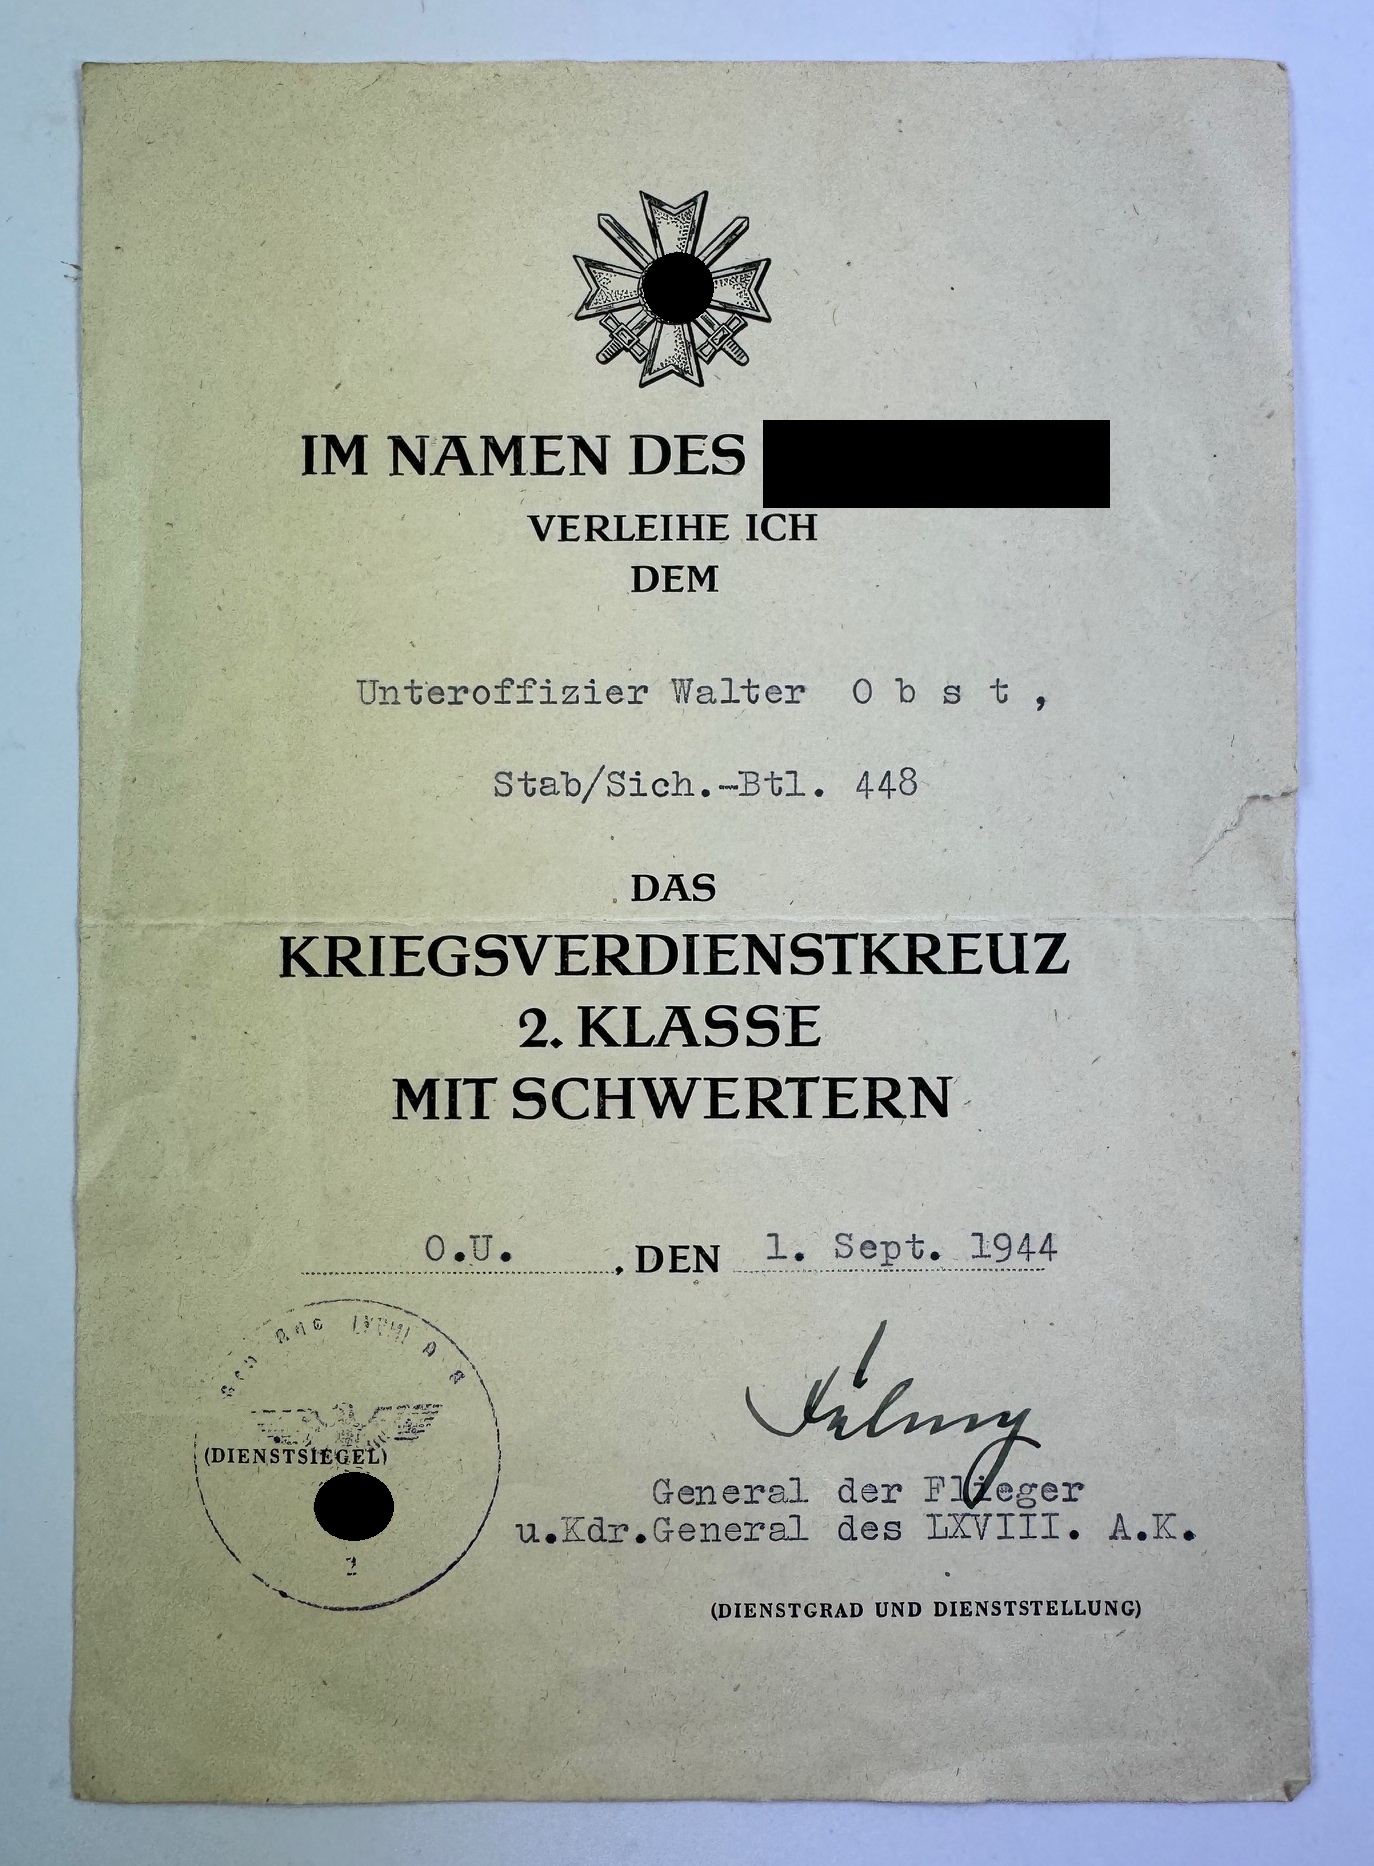 IM NAMEN DES
VERLEIHE ICH
DEM
Unteroffizier Walter O b s t ,
Stab/Sich.-Btl. 448
DAS
KRIEGSVERDIENSTKREUZ
2. KLASSE
MIT SCHWERTERN
O.U. , DEN 1. Sept. 1944
(DIENSTSIEGEL)
General der Flieger
u.Kdr.General des LXVIII. A.K.
(DIENSTGRAD UND DIENSTSTELLUNG)